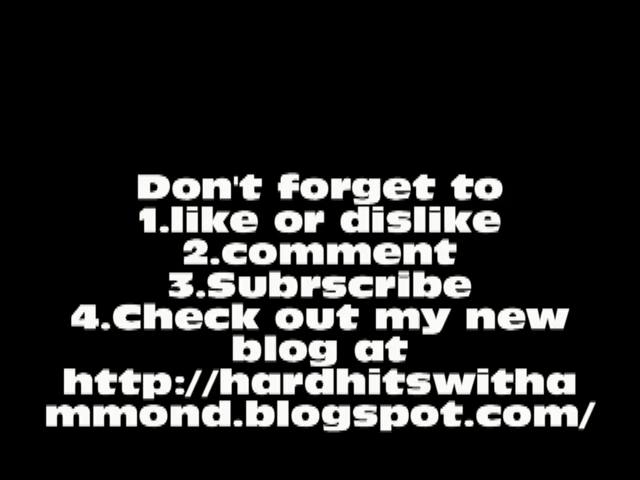 Don't forget to
1.like or dislike
2.comment
3.Subrscribe
4.Check out my new
blog at
http://hardhitswitha
mmond.blogspot.com/